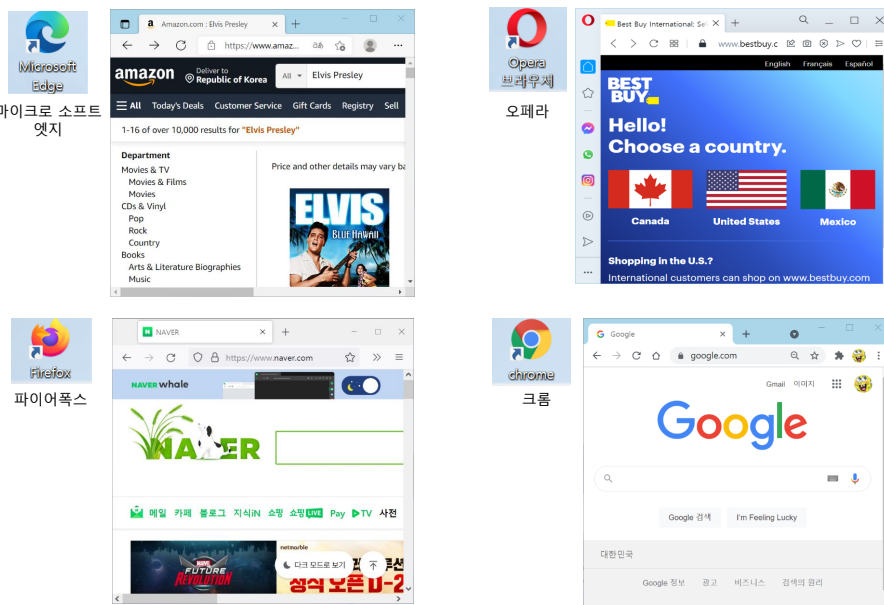 Microsoft
Edge
마이크로 소프트
엣지
Amazon.com : Elvis Presley
https://www.amaz...
amazon
Deliver to
Republic of Korea
All
Elvis Presley
All Today's Deals Customer Service Gift Cards Registry Sell
1-16 of over 10,000 results for "Elvis Presley"
Department
Movies & TV
Movies & Films
Movies
CDs & Vinyl
Pop
Rock
Country
Books
Arts & Literature Biographies
Music
Price and other details may vary ba
ELVIS
BLUE HAWAII
Opera
브라우저
오페라
Best Buy International: Sel
www.bestbuy.c
English Français Español
BEST
BUY
Hello!
Choose a country.
Canada United States Mexico
Shopping in the U.S.?
International customers can shop on www.bestbuy.com
Firefox
파이어폭스
NAVER
https://www.naver.com
NAVER whale
NAVER
메일 카페 블로그 지식iN 쇼핑 쇼핑LIVE Pay TV 사전
MARVEL
FUTURE
REVOLUTION
netmarble
다크 모드로 보기
정식 오픈 D-2
chrome
크롬
Google
google.com
Gmail 이미지
Google
Google 검색 I'm Feeling Lucky
대한민국
Google 정보 광고 비즈니스 검색의 원리